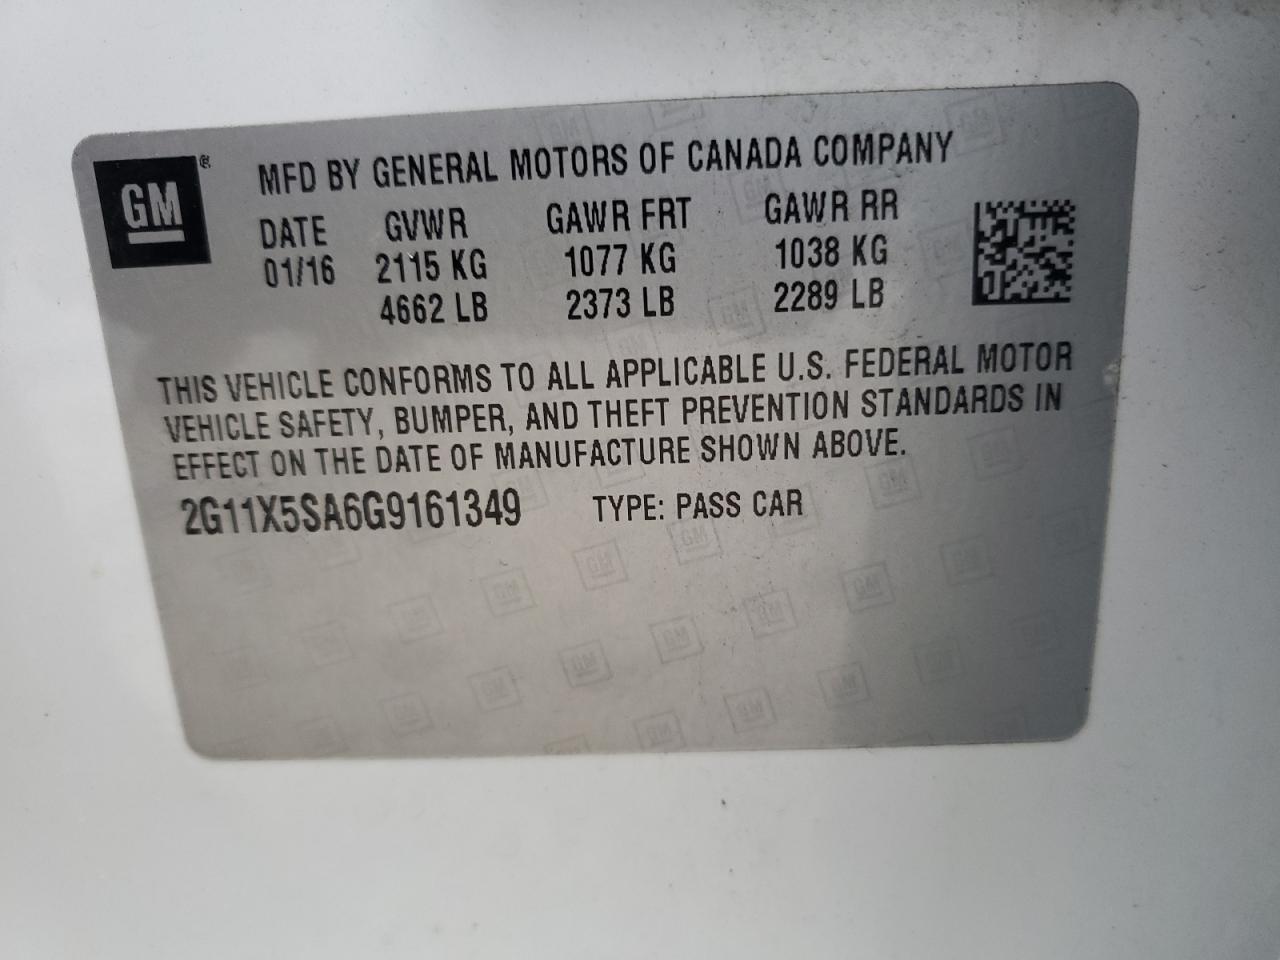 GM ®
MFD BY GENERAL MOTORS OF CANADA COMPANY
DATE GVWR GAWR FRT GAWR RR
01/16 2115 KG 1077 KG 1038 KG
4662 LB 2373 LB 2289 LB
THIS VEHICLE CONFORMS TO ALL APPLICABLE U.S. FEDERAL MOTOR
VEHICLE SAFETY, BUMPER, AND THEFT PREVENTION STANDARDS IN
EFFECT ON THE DATE OF MANUFACTURE SHOWN ABOVE.
2G11X5SA6G9161349 TYPE: PASS CAR